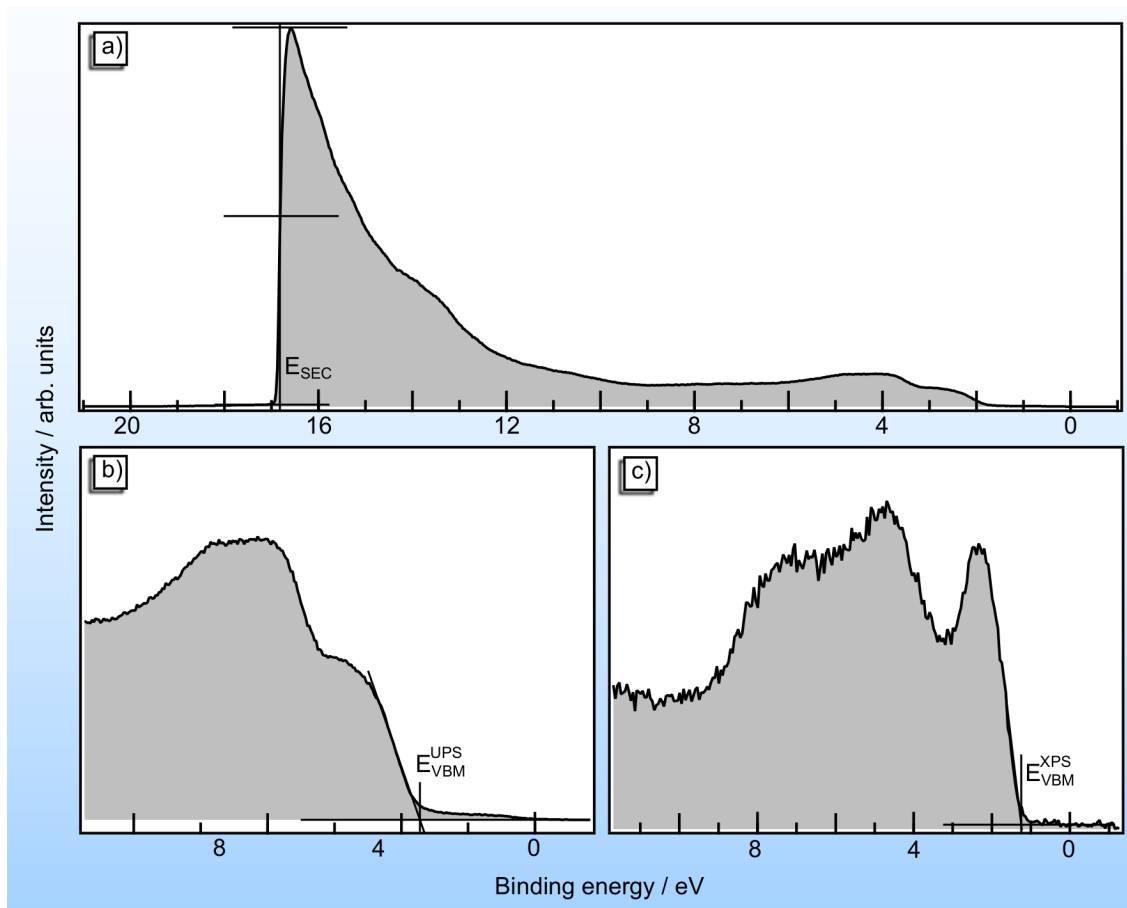 a)
E_SEC
20 16 12 8 4 0
Intensity / arb. units
b)
E_VBM^UPS
8 4 0
c)
E_VBM^XPS
8 4 0
Binding energy / eV